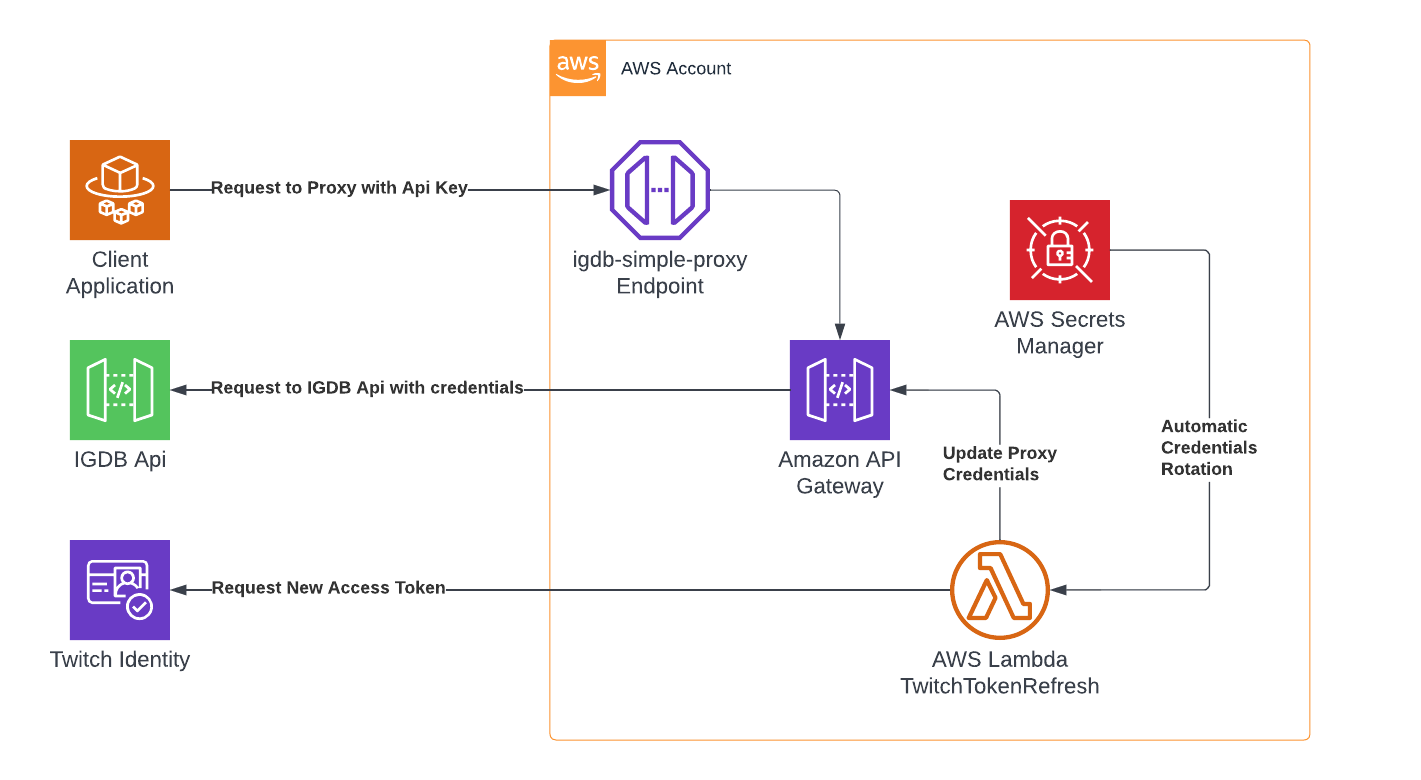 aws
AWS Account
Request to Proxy with Api Key
Client
Application
igdb-simple-proxy
Endpoint
AWS Secrets
Manager
Request to IGDB Api with credentials
</>
</>
IGDB Api
Amazon API
Gateway
Update Proxy
Credentials
Automatic
Credentials
Rotation
Request New Access Token
Twitch Identity
AWS Lambda
TwitchTokenRefresh